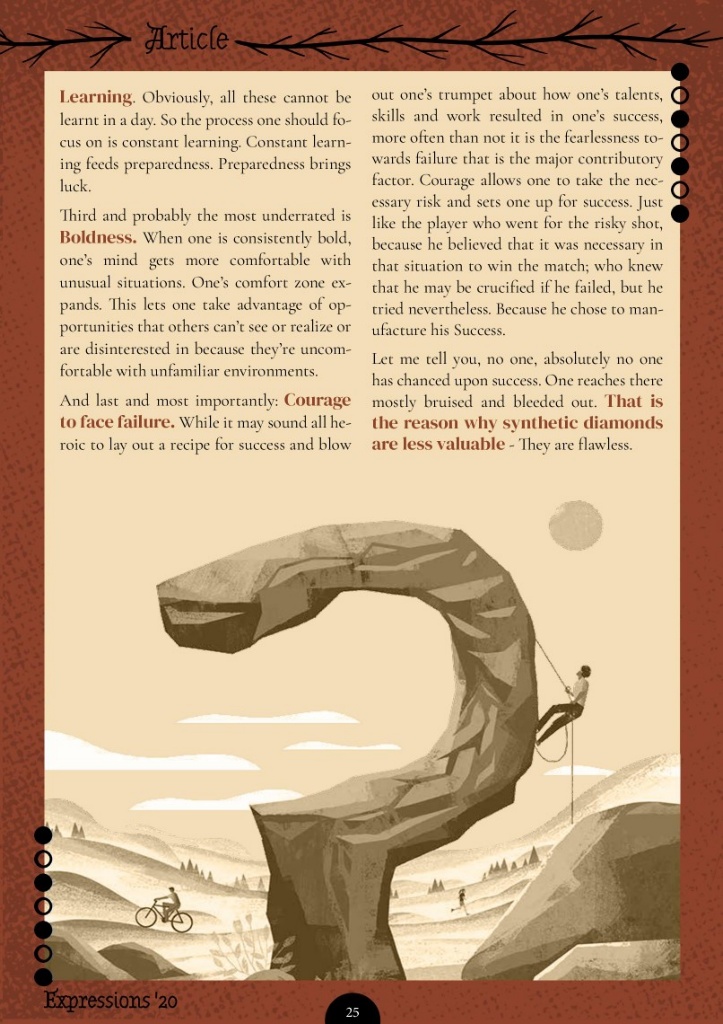 Article
Learning. Obviously, all these cannot be
learnt in a day. So the process one should fo-
cus on is constant learning. Constant learn-
ing feeds preparedness. Preparedness brings
luck.
Third and probably the most underrated is
Boldness. When one is consistently bold,
one’s mind gets more comfortable with
unusual situations. One’s comfort zone ex-
pands. This lets one take advantage of op-
portunities that others can’t see or realize or
are disinterested in because they’re uncom-
fortable with unfamiliar environments.
And last and most importantly: Courage
to face failure. While it may sound all he-
roic to lay out a recipe for success and blow
out one’s trumpet about how one’s talents,
skills and work resulted in one’s success,
more often than not it is the fearlessness to-
wards failure that is the major contributory
factor. Courage allows one to take the nec-
essary risk and sets one up for success. Just
like the player who went for the risky shot,
because he believed that it was necessary in
that situation to win the match; who knew
that he may be crucified if he failed, but he
tried nevertheless. Because he chose to man-
ufacture his Success.
Let me tell you, no one, absolutely no one
has chanced upon success. One reaches there
mostly bruised and bleeded out. That is
the reason why synthetic diamonds
are less valuable - They are flawless.
Expressions '20
25